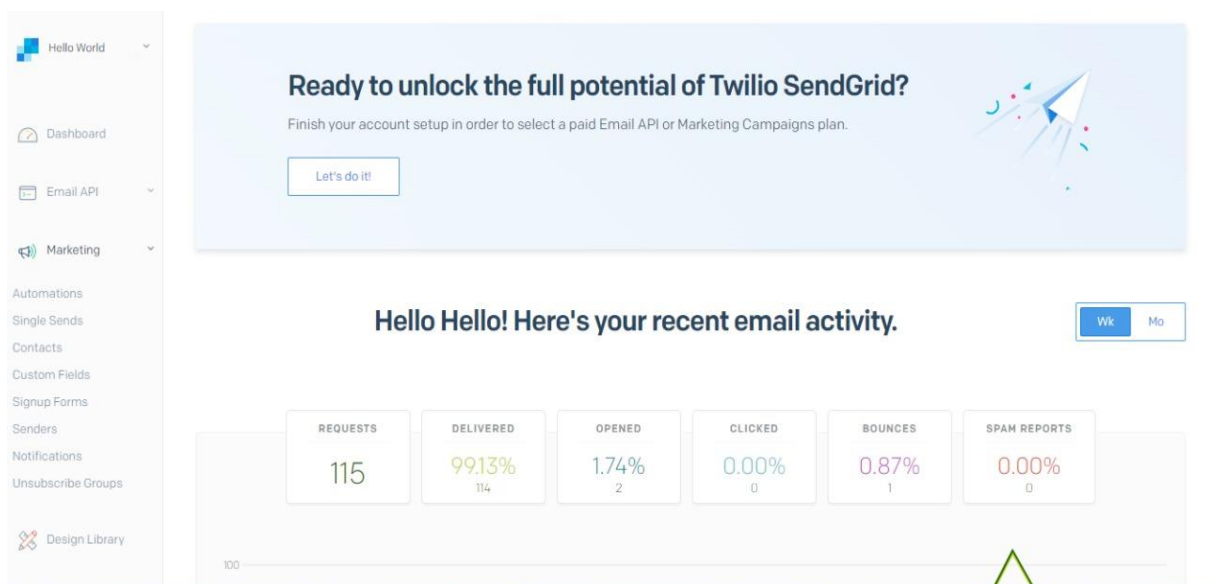 Hello World
Dashboard
Email API
Marketing
Automations
Single Sends
Contacts
Custom Fields
Signup Forms
Senders
Notifications
Unsubscribe Groups
Design Library
Ready to unlock the full potential of Twilio SendGrid?
Finish your account setup in order to select a paid Email API or Marketing Campaigns plan.
Let's do it!
Hello Hello! Here's your recent email activity.
Wk Mo
REQUESTS DELIVERED OPENED CLICKED BOUNCES SPAM REPORTS
115 99.13% 1.74% 0.00% 0.87% 0.00%
114 2 0 1 0
100